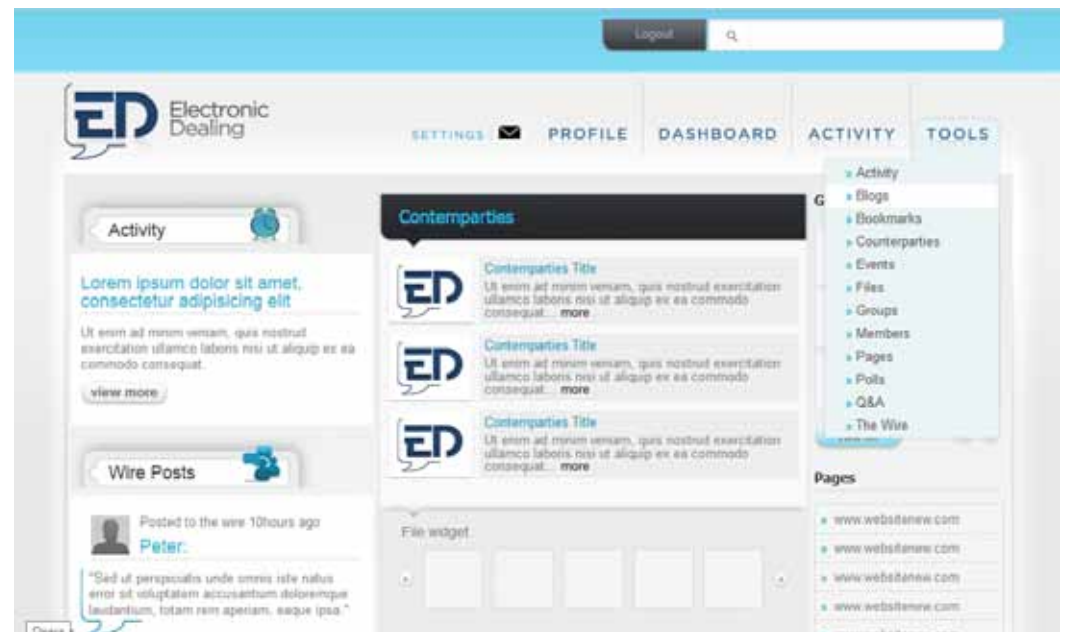 Logout
ED Electronic
Dealing
SETTINGS PROFILE DASHBOARD ACTIVITY TOOLS
» Activity
» Blogs
» Bookmarks
» Counterparties
» Events
» Files
» Groups
» Members
» Pages
» Polls
» Q&A
» The Wire
Activity
Lorem ipsum dolor sit amet,
consectetur adipisicing elit
Ut enim ad minim veniam, quis nostrud
exercitation ullamco laboris nisi ut aliquip ex ea
commodo consequat.
view more
Wire Posts
Posted to the wire 10hours ago
Peter:
"Sed ut perspiciatis unde omnis iste natus
error sit voluptatem accusantium doloremque
laudantium, totam rem aperiam, eaque ipsa "
Contemparties
ED
Contemparties Title
Ut enim ad minim veniam, quis nostrud exercitation
ullamco laboris nisi ut aliquip ex ea commodo
consequat... more
ED
Contemparties Title
Ut enim ad minim veniam, quis nostrud exercitation
ullamco laboris nisi ut aliquip ex ea commodo
consequat... more
ED
Contemparties Title
Ut enim ad minim veniam, quis nostrud exercitation
ullamco laboris nisi ut aliquip ex ea commodo
consequat... more
File widget
G
Pages
» www.websitenew.com
» www.websitenew.com
» www.websitenew.com
» www.websitenew.com